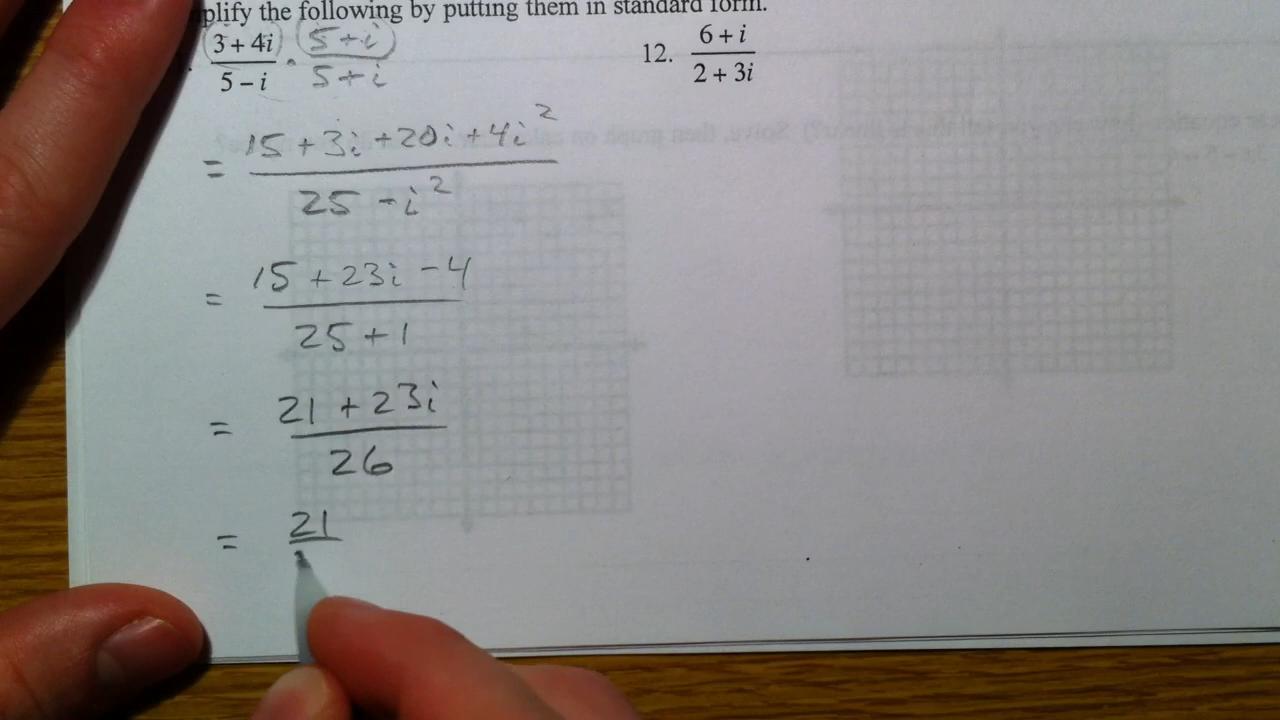 plify the following by putting them in standard form.
(3 + 4i)/(5 – i) · (5 + i)/(5 + i)
12. (6 + i)/(2 + 3i)
= (15 + 3i + 20i + 4i²)/(25 - i²)
= (15 + 23i - 4)/(25 + 1)
= (21 + 23i)/26
= 21